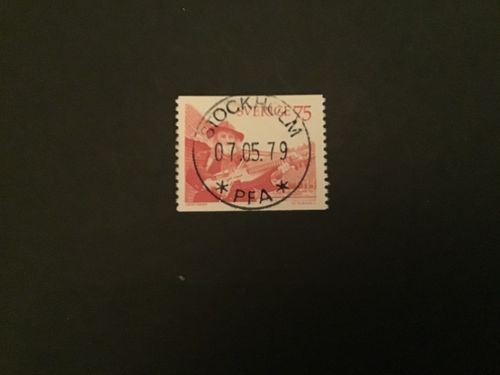 SVERIGE 75
STOCKHOLM
07.05.79
* PFA *